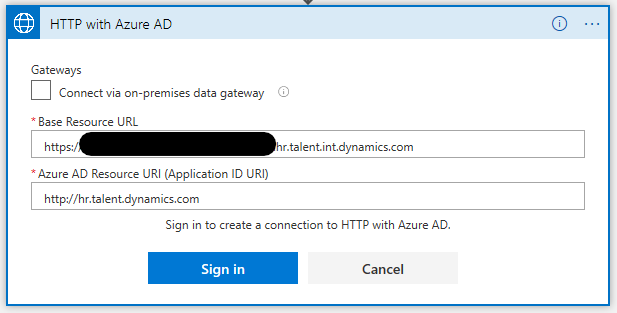 HTTP with Azure AD
Gateways
Connect via on-premises data gateway
* Base Resource URL
https:/hr.talent.int.dynamics.com
* Azure AD Resource URI (Application ID URI)
http://hr.talent.dynamics.com
Sign in to create a connection to HTTP with Azure AD.
Sign in
Cancel